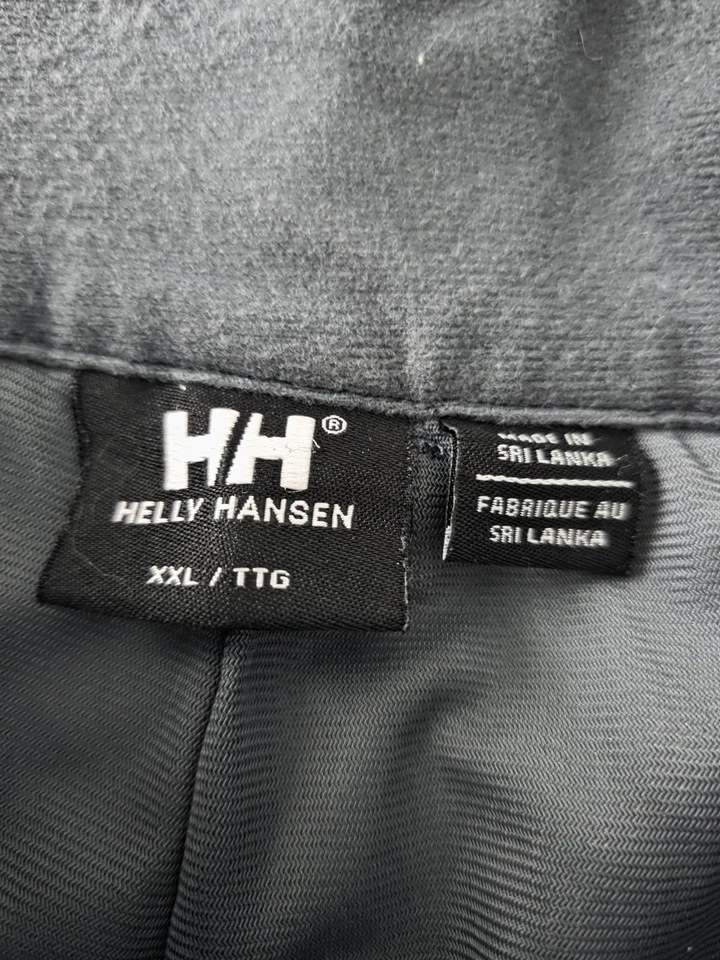 HH®
HELLY HANSEN
XXL / TTG
MADE IN
SRI LANKA
FABRIQUE AU
SRI LANKA